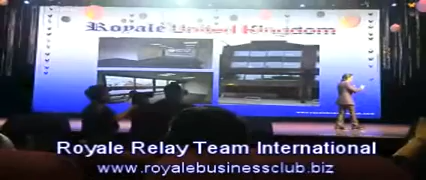 Royale United Kingdom
Royale Relay Team International
www.royalebusinessclub.biz